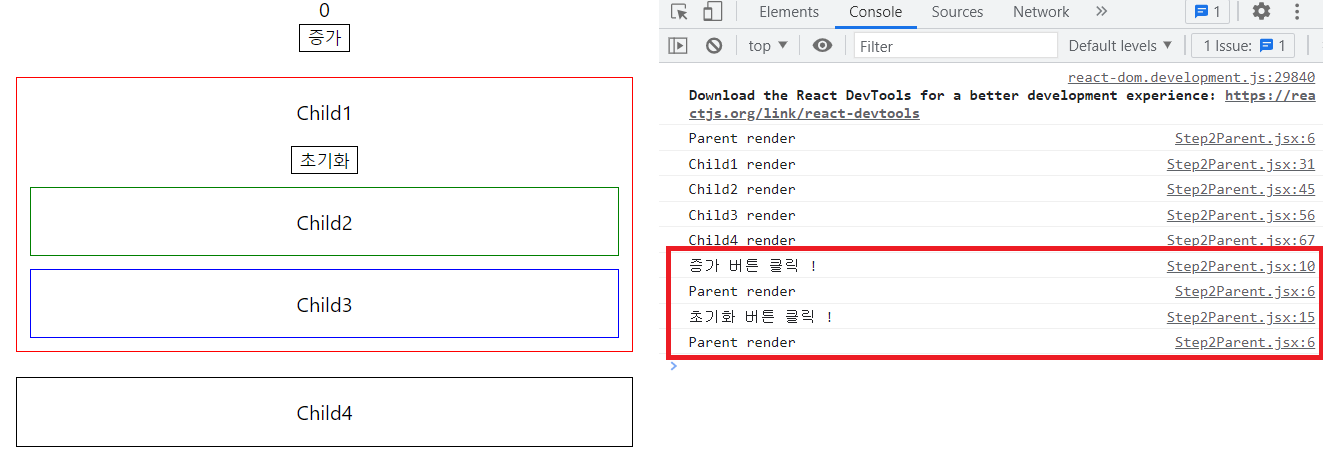 0
증가
Child1
초기화
Child2
Child3
Child4
Elements Console Sources Network » 1
top ▼ Filter Default levels ▼ 1 Issue: 1
react-dom.development.js:29840
Download the React DevTools for a better development experience: https://rea
ctjs.org/link/react-devtools
Parent render Step2Parent.jsx:6
Child1 render Step2Parent.jsx:31
Child2 render Step2Parent.jsx:45
Child3 render Step2Parent.jsx:56
Child4 render Step2Parent.jsx:67
증가 버튼 클릭 ! Step2Parent.jsx:10
Parent render Step2Parent.jsx:6
초기화 버튼 클릭 ! Step2Parent.jsx:15
Parent render Step2Parent.jsx:6
>